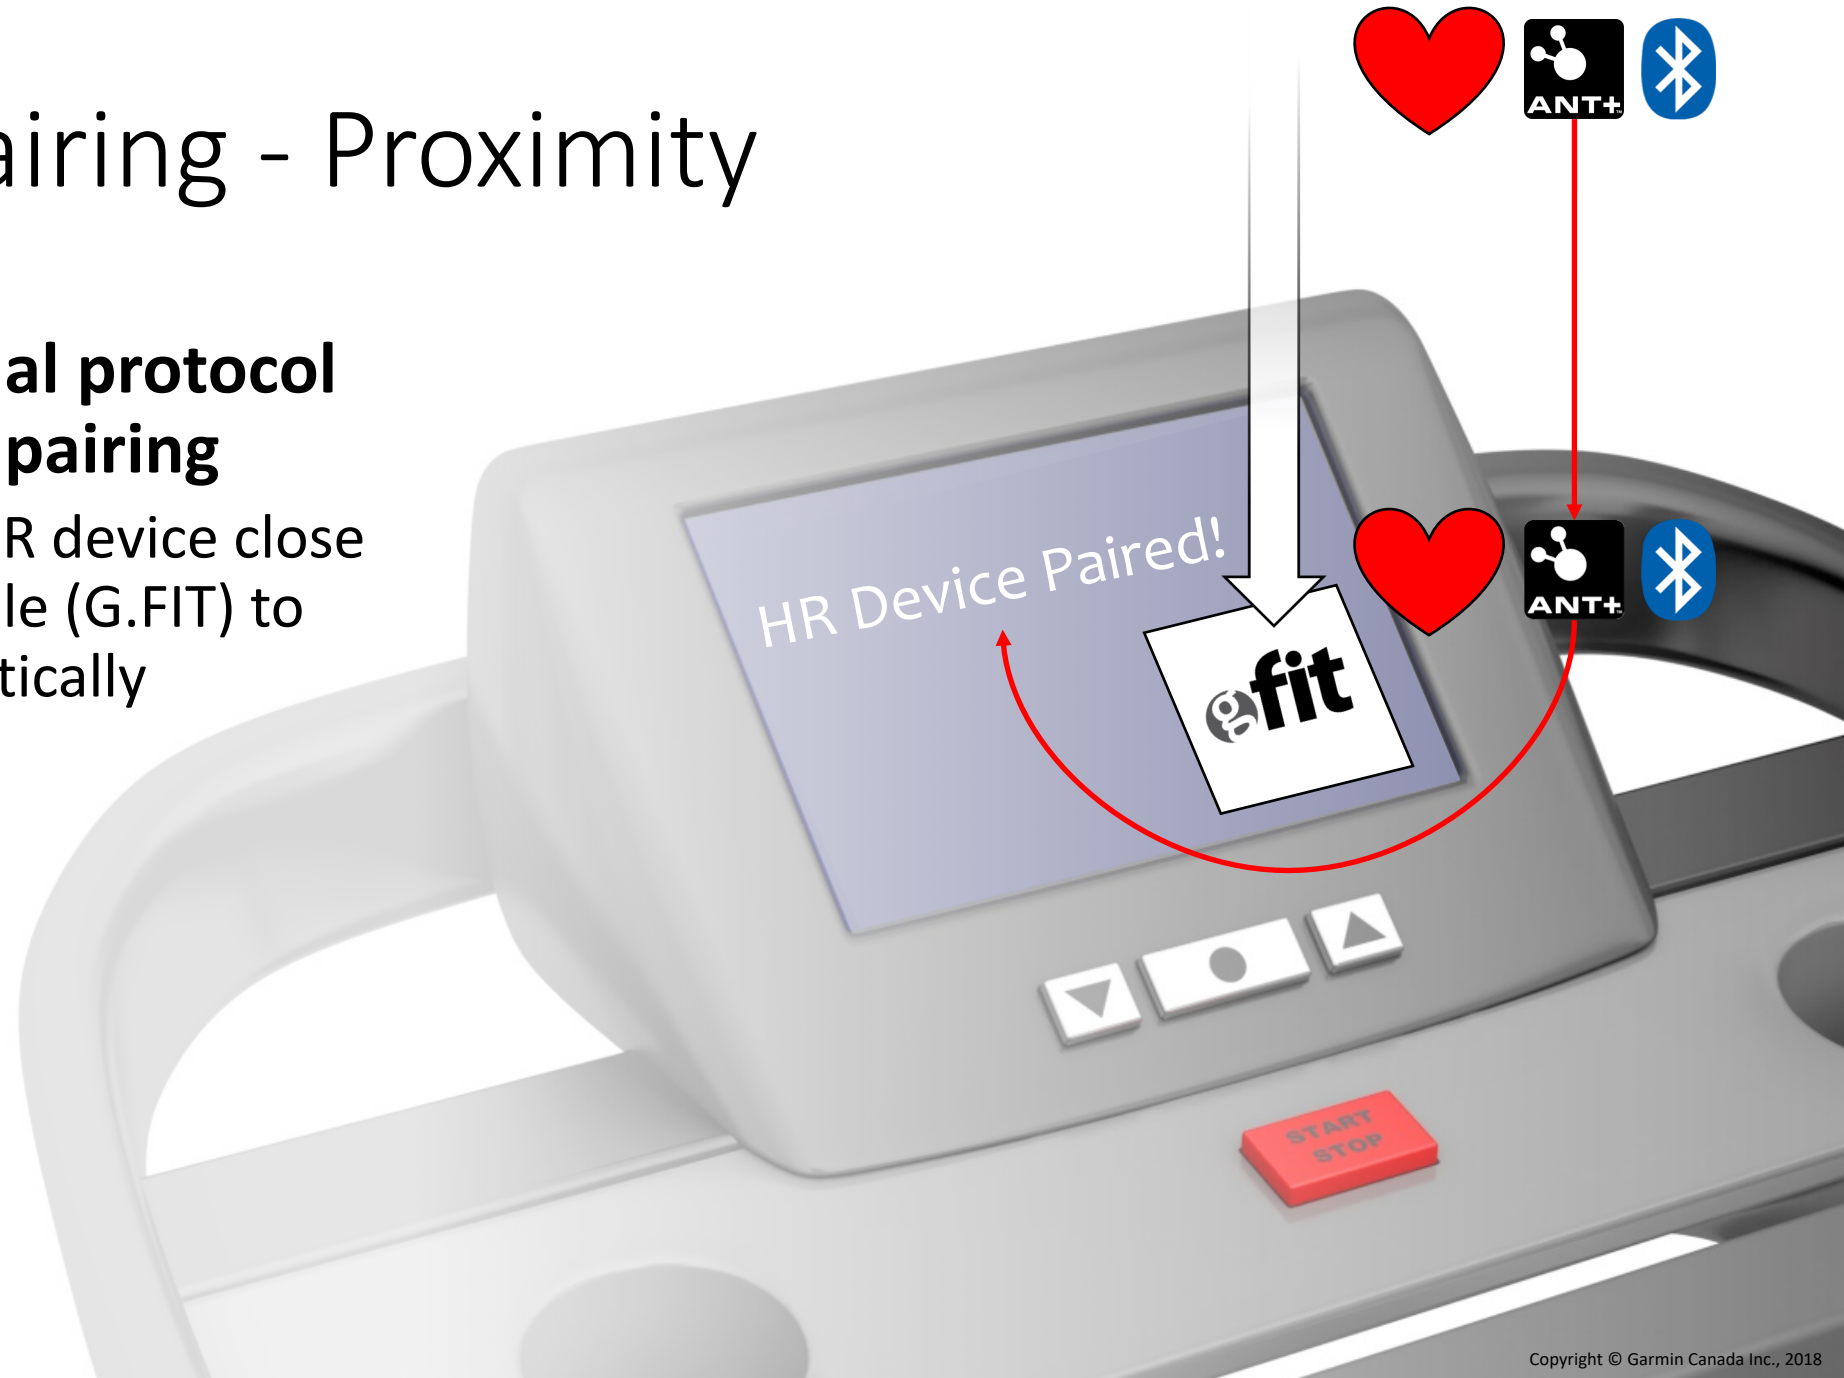 airing - Proximity
al protocol
pairing
R device close
le (G.FIT) to
tically
ANT+
HR Device Paired!
ANT+
gfit
START
STOP
Copyright © Garmin Canada Inc., 2018